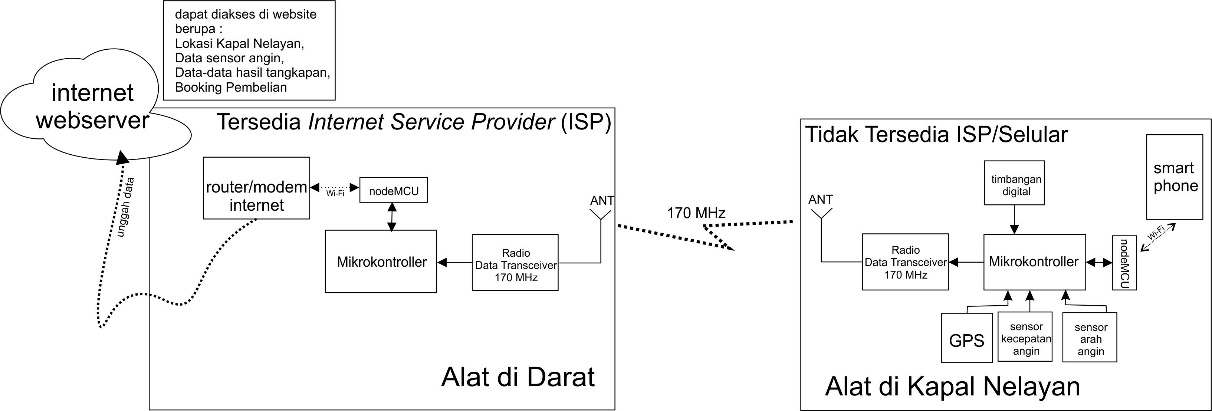 dapat diakses di website
berupa :
Lokasi Kapal Nelayan,
Data sensor angin,
Data-data hasil tangkapan,
Booking Pembelian
internet
webserver
unggah data
Tersedia Internet Service Provider (ISP)
router/modem
internet
Wi-Fi
nodeMCU
Mikrokontroller
Radio
Data Transceiver
170 MHz
ANT
Alat di Darat
170 MHz
Tidak Tersedia ISP/Selular
ANT
timbangan
digital
smart
phone
Wi-Fi
Radio
Data Transceiver
170 MHz
Mikrokontroller
nodeMCU
GPS
sensor
kecepatan
angin
sensor
arah
angin
Alat di Kapal Nelayan